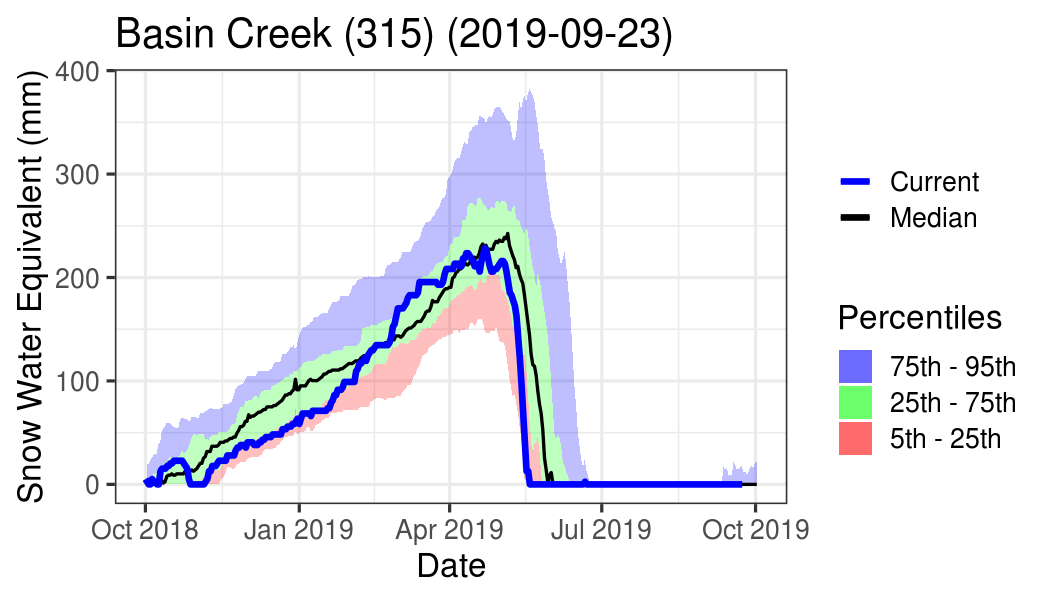 Basin Creek (315) (2019-09-23)
Snow Water Equivalent (mm)
400
300
200
100
0
Oct 2018 Jan 2019 Apr 2019 Jul 2019 Oct 2019
Date
Current
Median
Percentiles
75th - 95th
25th - 75th
5th - 25th